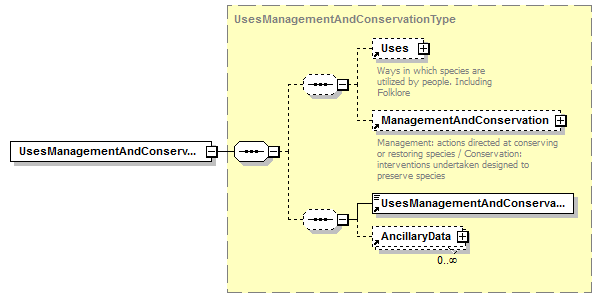 UsesManagementAndConservationType
Uses
Ways in which species are
utilized by people. Including
Folklore
ManagementAndConservation
Management: actions directed at conserving
or restoring species / Conservation:
interventions undertaken designed to
preserve species
UsesManagementAndConserv...
UsesManagementAndConserva...
AncillaryData
0..∞